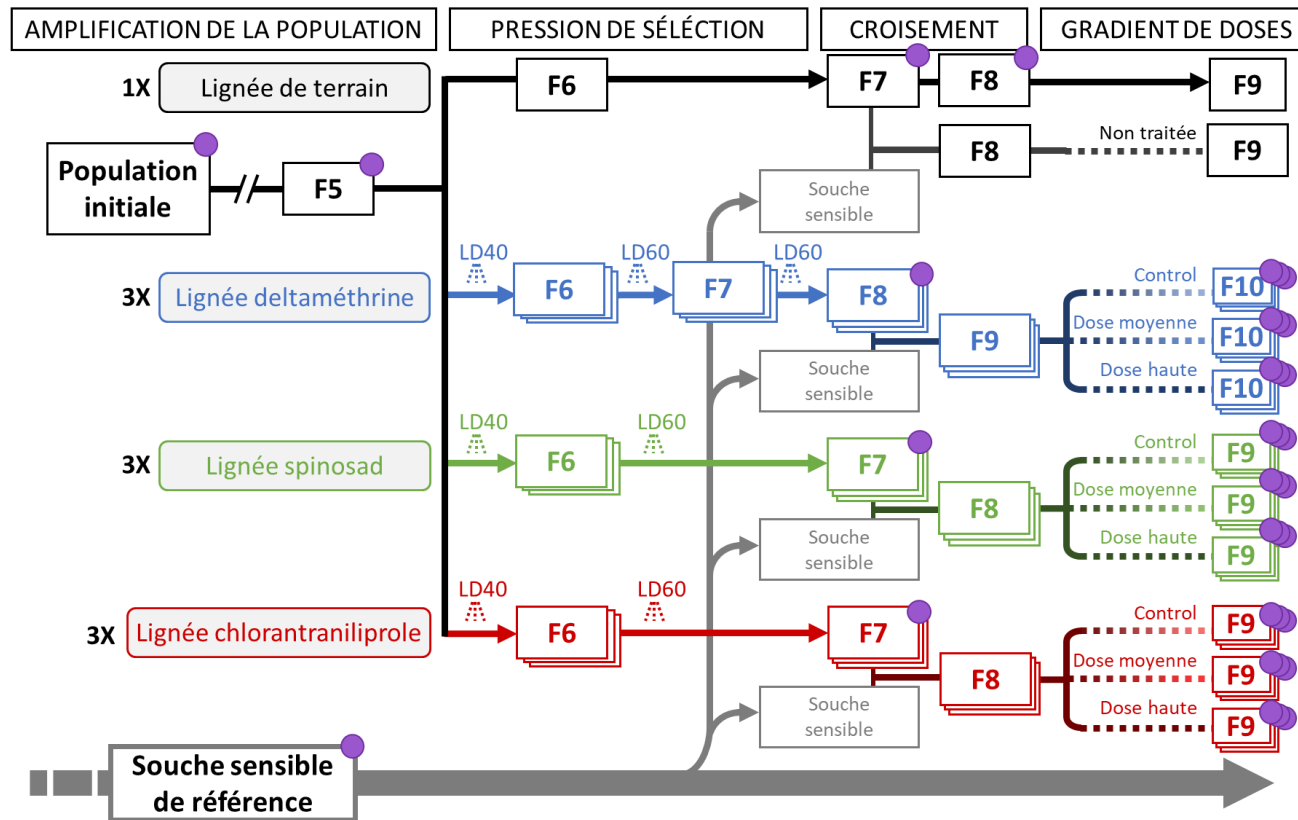 AMPLIFICATION DE LA POPULATION
PRESSION DE SÉLÉCTION
CROISEMENT
GRADIENT DE DOSES
1X
Lignée de terrain
F6
F7
F8
F9
Population
initiale
F5
F8
Non traitée
F9
Souche
sensible
3X
Lignée deltaméthrine
LD40
F6
LD60
F7
LD60
F8
Souche
sensible
F9
Control
F10
Dose moyenne
F10
Dose haute
F10
3X
Lignée spinosad
LD40
F6
LD60
F7
Souche
sensible
F8
Control
F9
Dose moyenne
F9
Dose haute
F9
3X
Lignée chlorantraniliprole
LD40
F6
LD60
F7
Souche
sensible
F8
Control
F9
Dose moyenne
F9
Dose haute
F9
Souche sensible
de référence